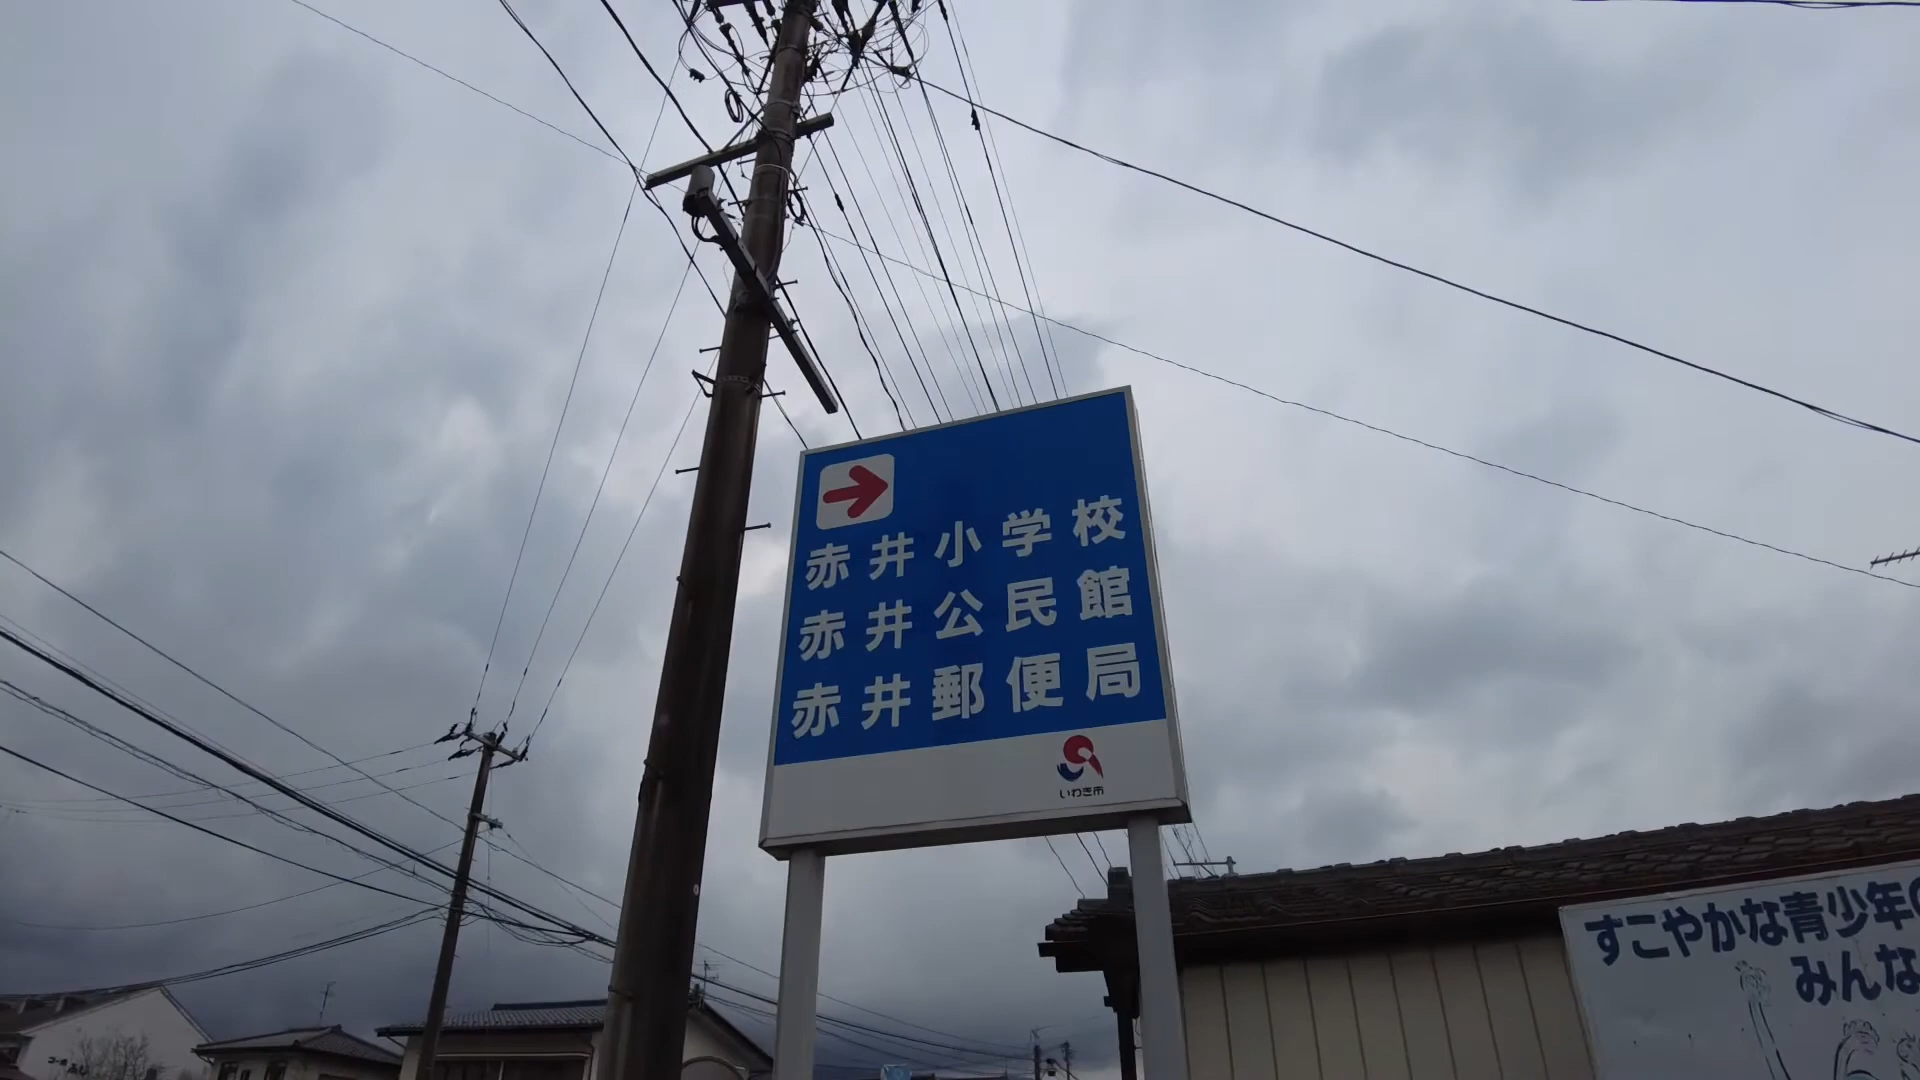 赤井小学校
赤井公民館
赤井郵便局
いわき市
すこやかな青少年の
みんな